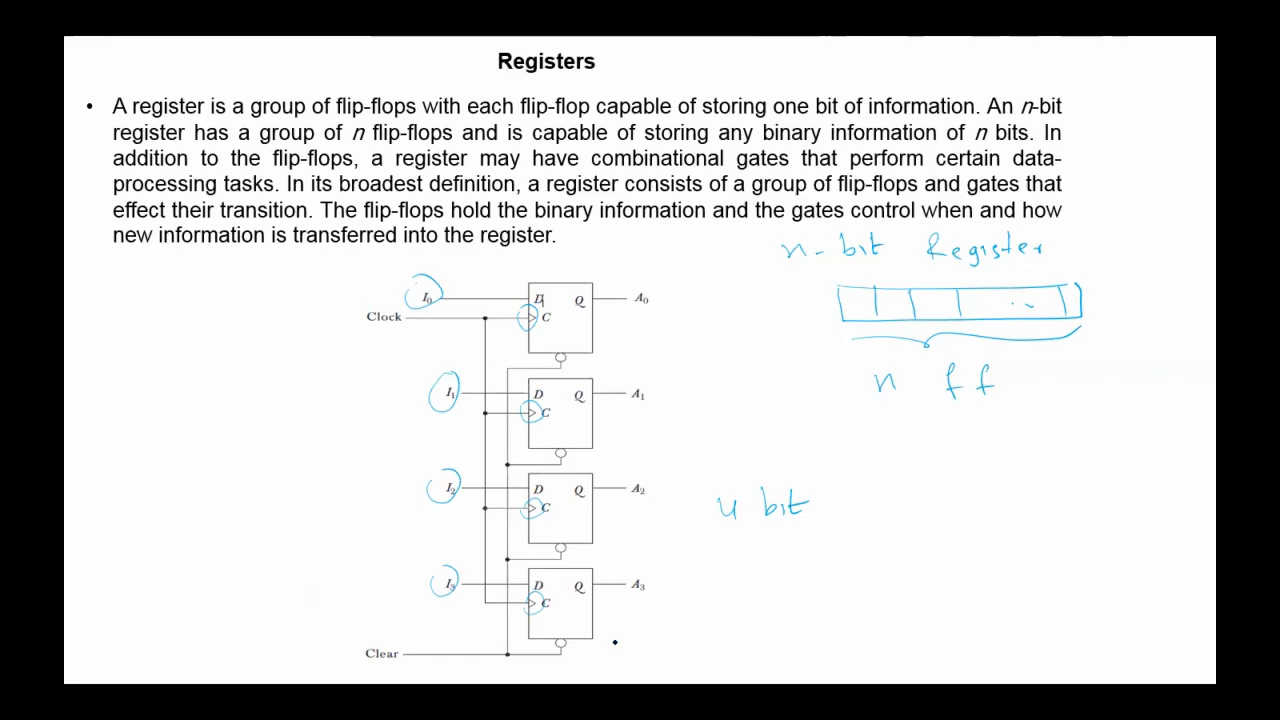 Registers
• A register is a group of flip-flops with each flip-flop capable of storing one bit of information. An n-bit
register has a group of n flip-flops and is capable of storing any binary information of n bits. In
addition to the flip-flops, a register may have combinational gates that perform certain data-
processing tasks. In its broadest definition, a register consists of a group of flip-flops and gates that
effect their transition. The flip-flops hold the binary information and the gates control when and how
new information is transferred into the register.
n-bit Register
I0 D Q A0
Clock C
n ff
I1 D Q A1
C
I2 D Q A2
4 bit
C
I3 D Q A3
C
Clear